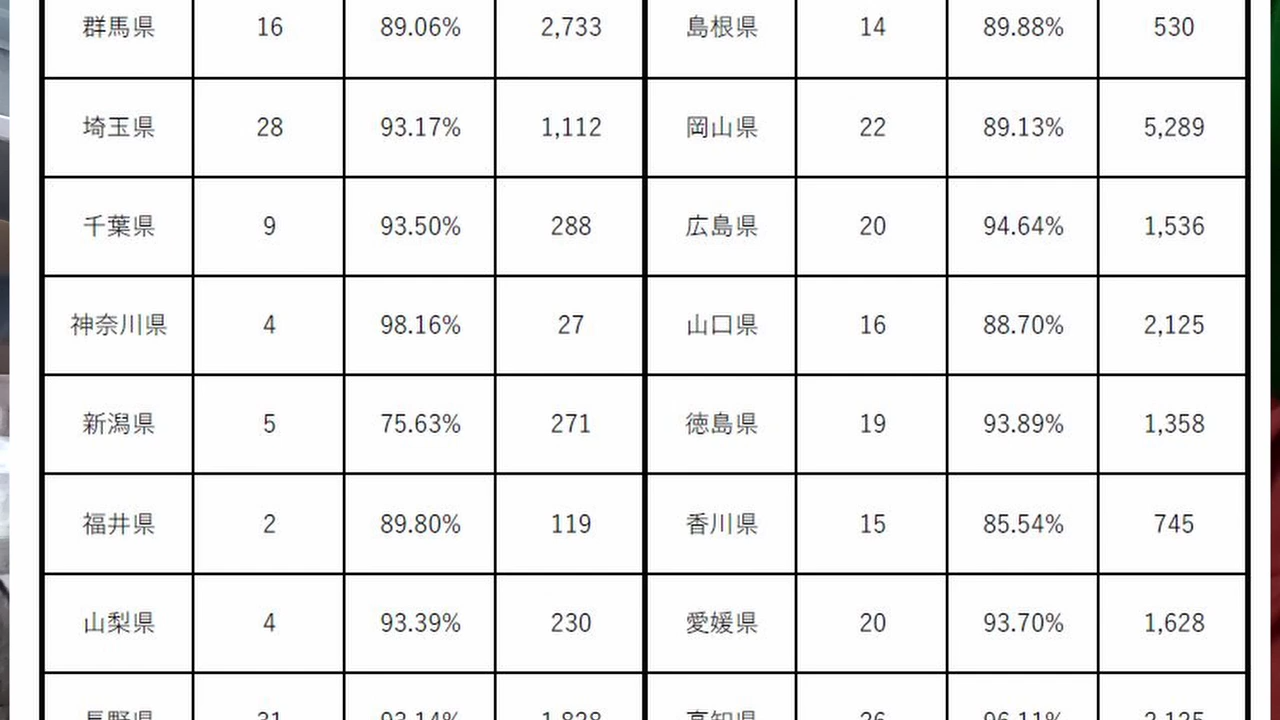 群馬県 16 89.06% 2,733 島根県 14 89.88% 530
埼玉県 28 93.17% 1,112 岡山県 22 89.13% 5,289
千葉県 9 93.50% 288 広島県 20 94.64% 1,536
神奈川県 4 98.16% 27 山口県 16 88.70% 2,125
新潟県 5 75.63% 271 徳島県 19 93.89% 1,358
福井県 2 89.80% 119 香川県 15 85.54% 745
山梨県 4 93.39% 230 愛媛県 20 93.70% 1,628
長野県 31 93.14% 1,828 高知県 26 96.11% 2,125